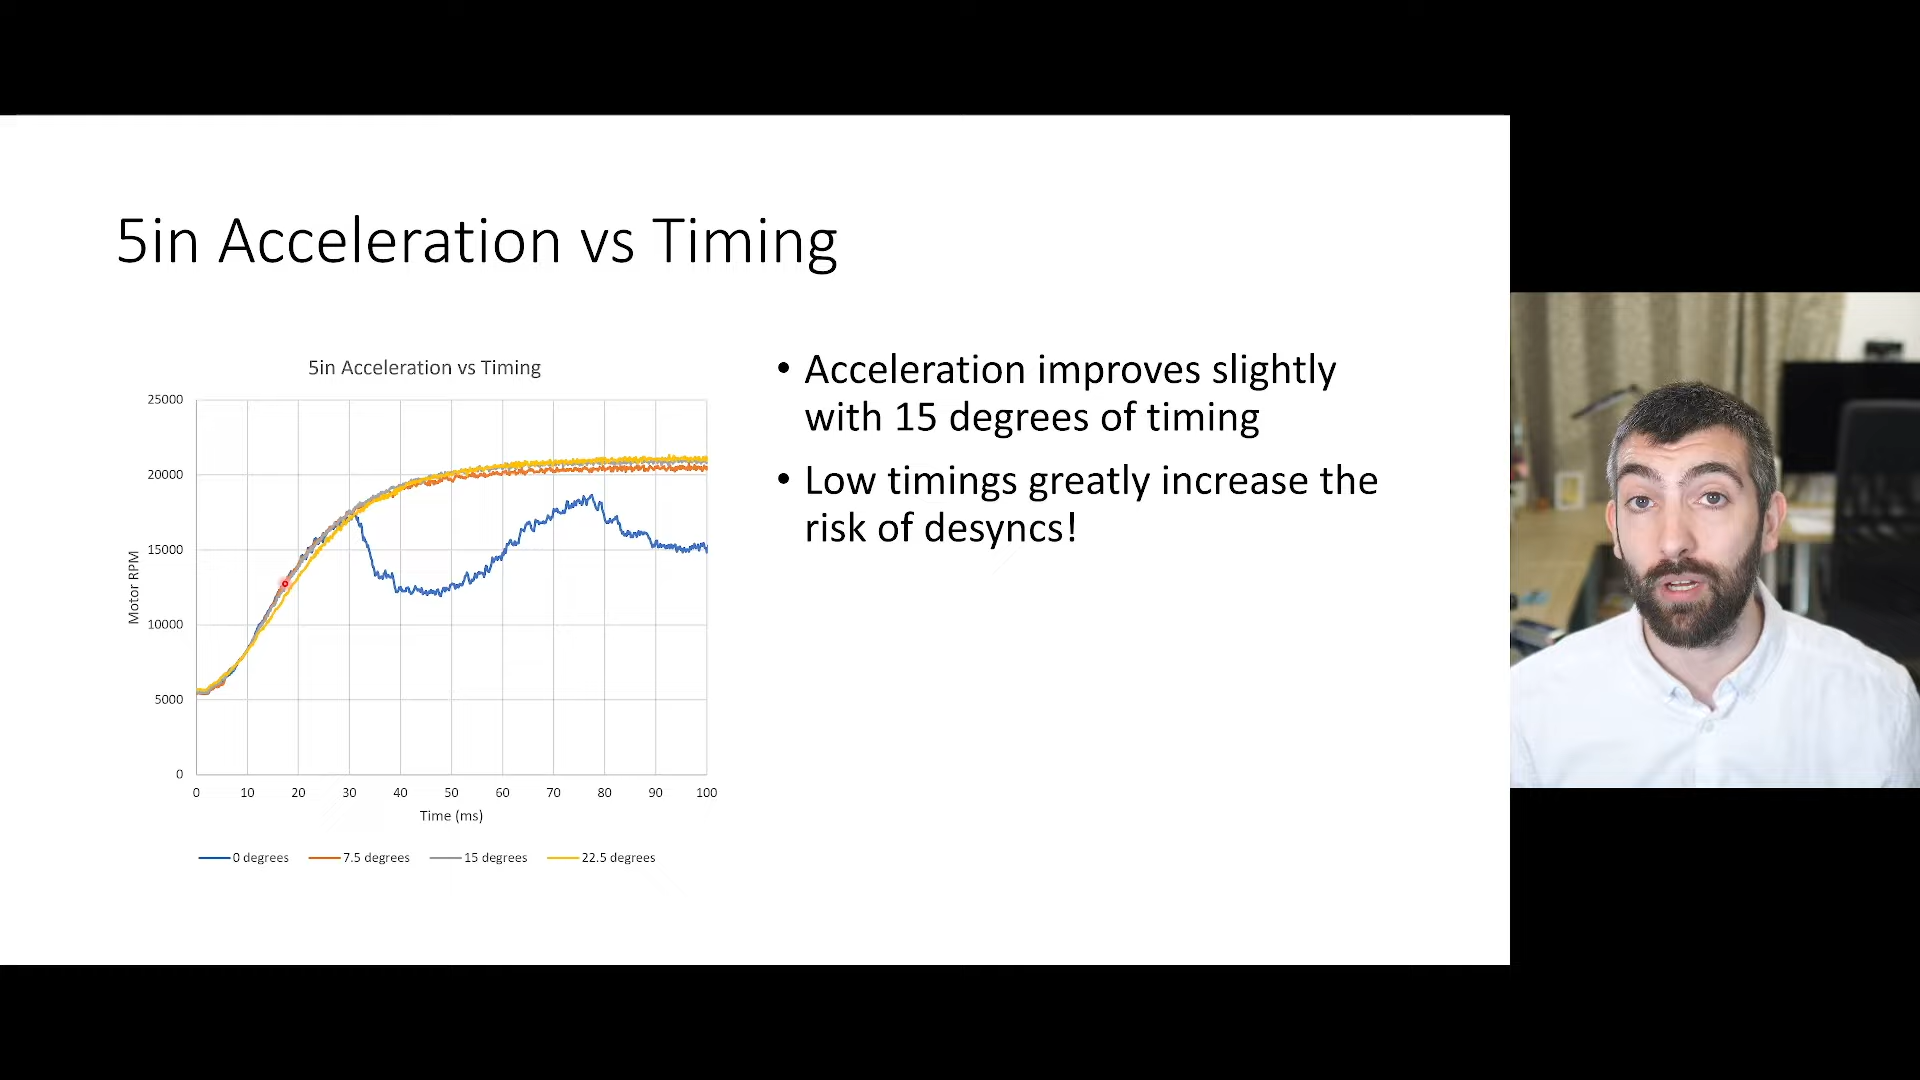 5in Acceleration vs Timing
5in Acceleration vs Timing
25000
20000
15000
10000
5000
0
Motor RPM
0 10 20 30 40 50 60 70 80 90 100
Time (ms)
0 degrees 7.5 degrees 15 degrees 22.5 degrees
• Acceleration improves slightly
with 15 degrees of timing
• Low timings greatly increase the
risk of desyncs!